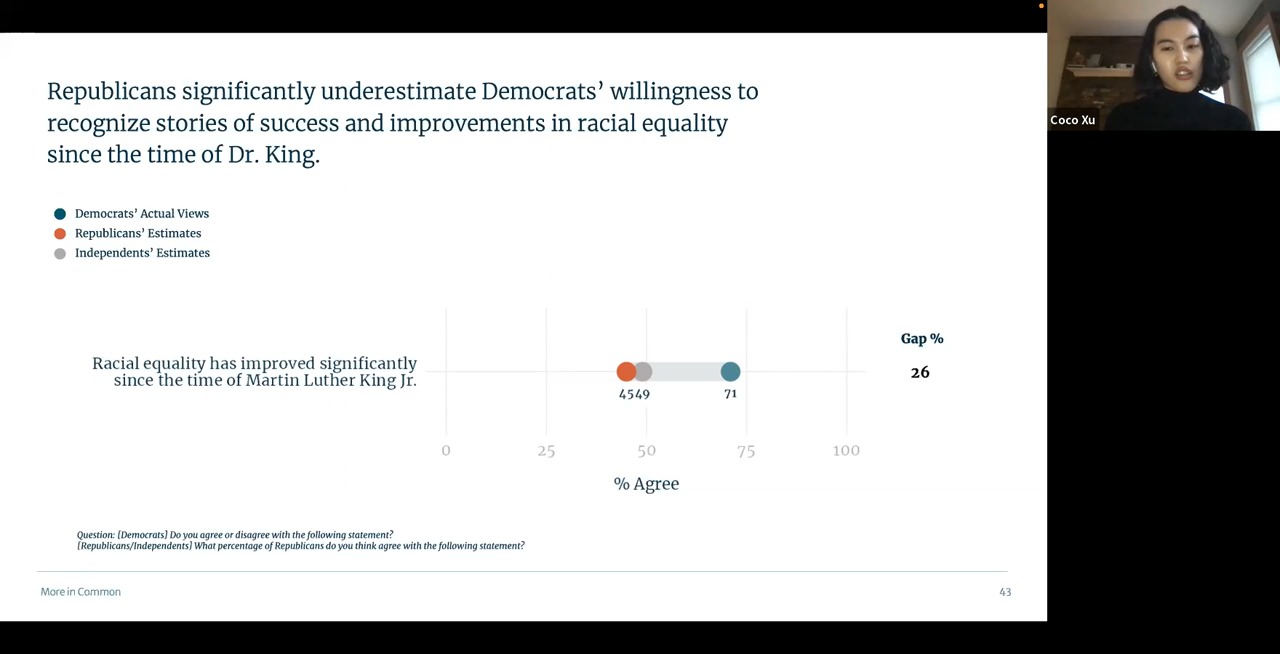 Republicans significantly underestimate Democrats’ willingness to
recognize stories of success and improvements in racial equality
since the time of Dr. King.
Coco Xu
Democrats’ Actual Views
Republicans’ Estimates
Independents’ Estimates
Gap %
Racial equality has improved significantly
since the time of Martin Luther King Jr.
26
45 49 71
0 25 50 75 100
% Agree
Question: [Democrats] Do you agree or disagree with the following statement?
[Republicans/Independents] What percentage of Republicans do you think agree with the following statement?
More in Common
43